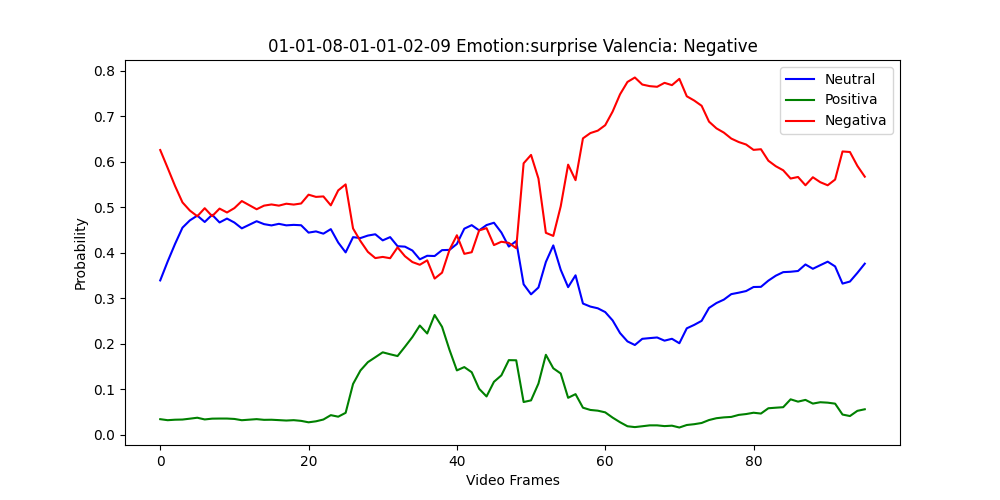 01-01-08-01-01-02-09 Emotion:surprise Valencia: Negative
Probability
0.8
0.7
0.6
0.5
0.4
0.3
0.2
0.1
0.0
Neutral
Positiva
Negativa
0 20 40 60 80
Video Frames